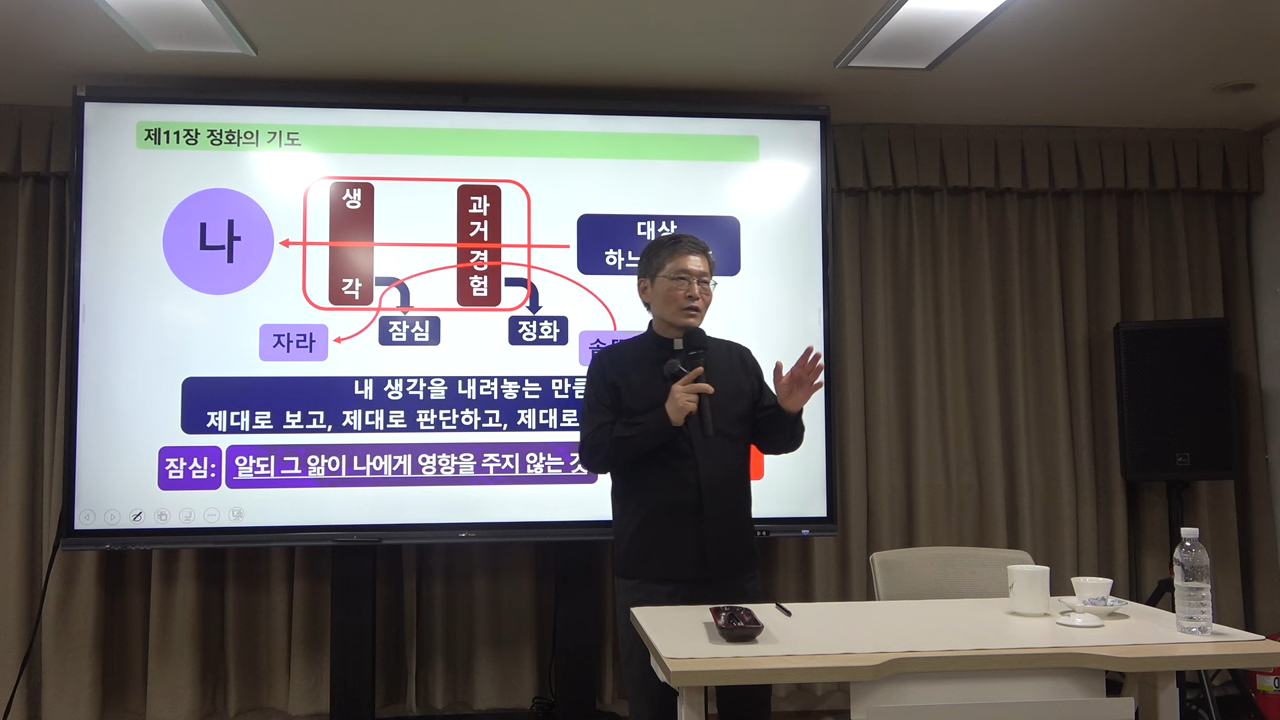 제11장 정화의 기도
나
생각
과거경험
대상
자라
잠심
정화
내 생각을 내려놓는 만큼
제대로 보고, 제대로 판단하고, 제대로
잠심:
알되 그 앎이 나에게 영향을 주지 않는 것